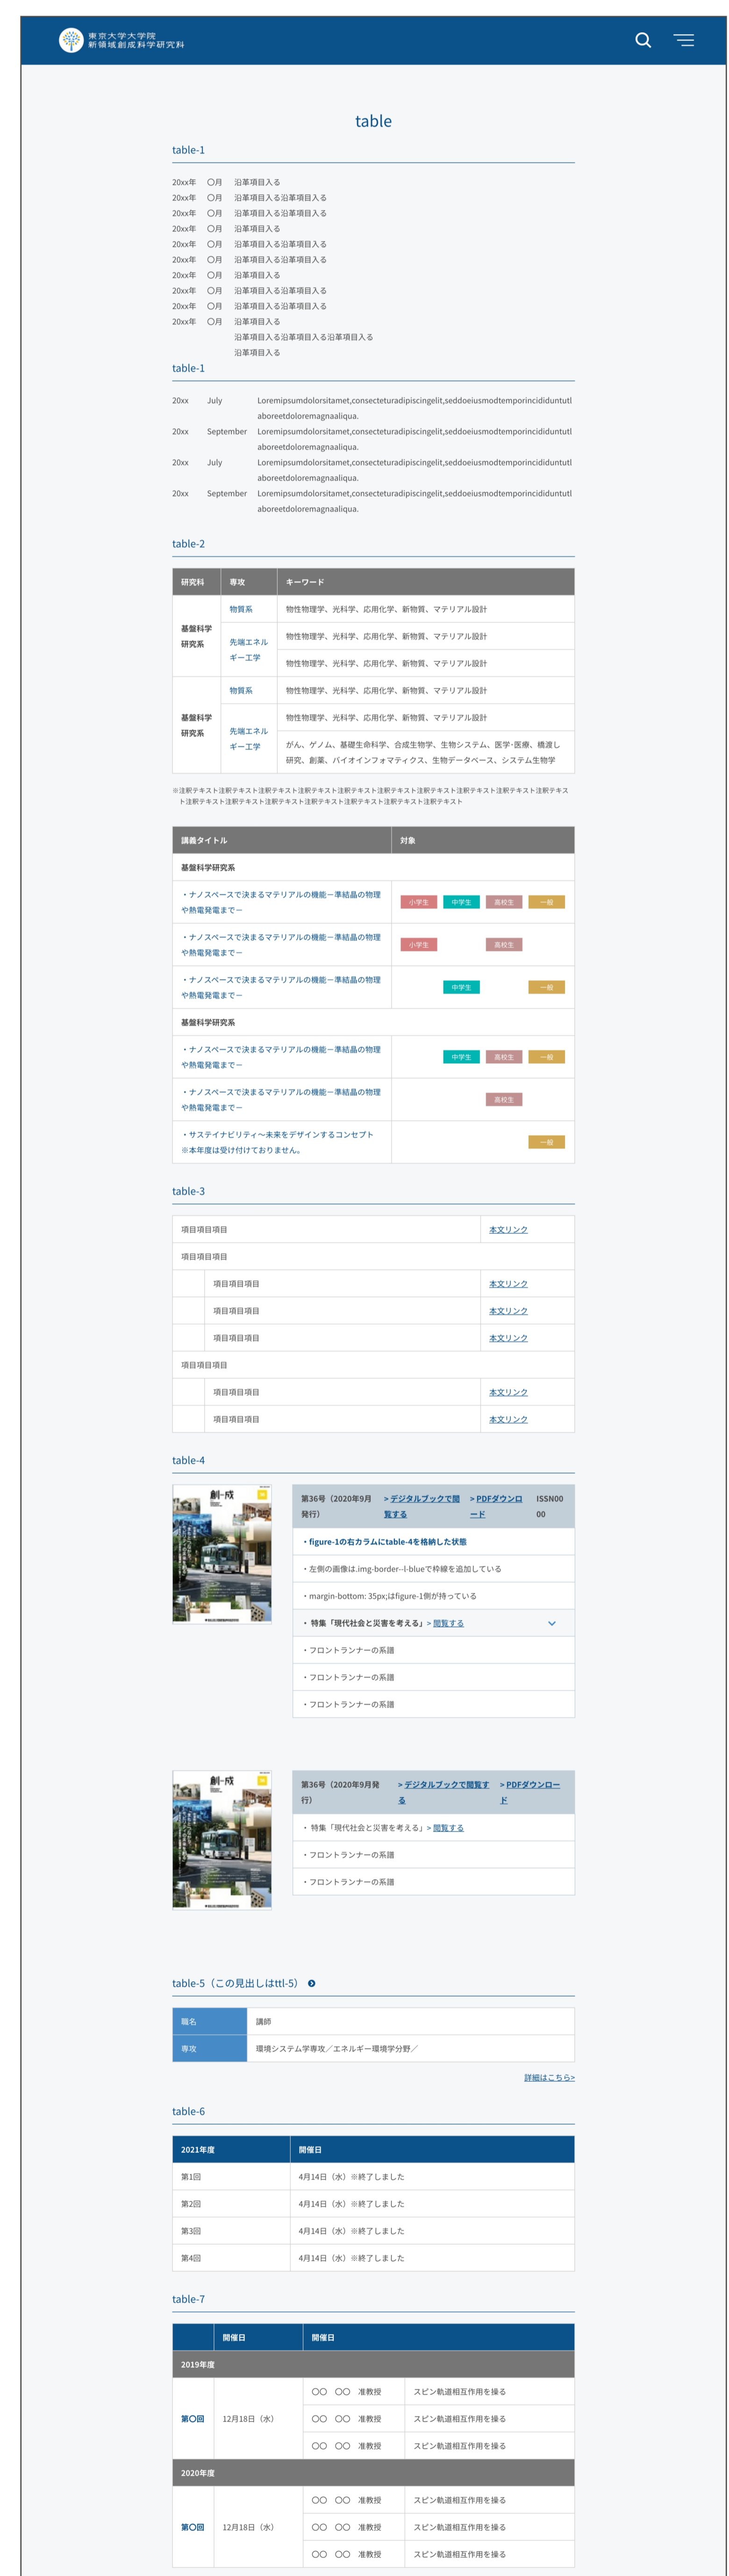 東京大学大学院
新領域創成科学研究科
table
table-1
20xx年 〇月 沿革項目入る
20xx年 〇月 沿革項目入る沿革項目入る
20xx年 〇月 沿革項目入る沿革項目入る
20xx年 〇月 沿革項目入る
20xx年 〇月 沿革項目入る沿革項目入る
20xx年 〇月 沿革項目入る沿革項目入る
20xx年 〇月 沿革項目入る
20xx年 〇月 沿革項目入る沿革項目入る
20xx年 〇月 沿革項目入る沿革項目入る
20xx年 〇月 沿革項目入る
沿革項目入る沿革項目入る沿革項目入る
沿革項目入る
table-1
20xx July Loremipsumdolorsitamet,consecteturadipiscingelit,seddoeiusmodtemporincididuntutl
aboreetdoloremagnaaliqua.
20xx September Loremipsumdolorsitamet,consecteturadipiscingelit,seddoeiusmodtemporincididuntutl
aboreetdoloremagnaaliqua.
20xx July Loremipsumdolorsitamet,consecteturadipiscingelit,seddoeiusmodtemporincididuntutl
aboreetdoloremagnaaliqua.
20xx September Loremipsumdolorsitamet,consecteturadipiscingelit,seddoeiusmodtemporincididuntutl
aboreetdoloremagnaaliqua.
table-2
研究科 専攻 キーワード
基盤科学
研究系
物質系 物性物理学、光科学、応用化学、新物質、マテリアル設計
先端エネル
ギー工学
物性物理学、光科学、応用化学、新物質、マテリアル設計
物性物理学、光科学、応用化学、新物質、マテリアル設計
基盤科学
研究系
物質系 物性物理学、光科学、応用化学、新物質、マテリアル設計
先端エネル
ギー工学
物性物理学、光科学、応用化学、新物質、マテリアル設計
がん、ゲノム、基礎生命科学、合成生物学、生物システム、医学･医療、橋渡し
研究、創薬、バイオインフォマティクス、生物データベース、システム生物学
※注釈テキスト注釈テキスト注釈テキスト注釈テキスト注釈テキスト注釈テキスト注釈テキスト注釈テキスト注釈テキスト注釈テキス
ト注釈テキスト注釈テキスト注釈テキスト注釈テキスト注釈テキスト注釈テキスト注釈テキスト
講義タイトル 対象
基盤科学研究系
・ナノスペースで決まるマテリアルの機能－準結晶の物理
や熱電発電まで－
小学生 中学生 高校生 一般
・ナノスペースで決まるマテリアルの機能－準結晶の物理
や熱電発電まで－
小学生 高校生
・ナノスペースで決まるマテリアルの機能－準結晶の物理
や熱電発電まで－
中学生 一般
基盤科学研究系
・ナノスペースで決まるマテリアルの機能－準結晶の物理
や熱電発電まで－
中学生 高校生 一般
・ナノスペースで決まるマテリアルの機能－準結晶の物理
や熱電発電まで－
高校生
・サステイナビリティ～未来をデザインするコンセプト
※本年度は受け付けておりません。
一般
table-3
項目項目項目 本文リンク
項目項目項目
項目項目項目 本文リンク
項目項目項目 本文リンク
項目項目項目 本文リンク
項目項目項目
項目項目項目 本文リンク
項目項目項目 本文リンク
table-4
創成
第36号（2020年9月
発行）
> デジタルブックで閲
覧する
> PDFダウンロ
ード
ISSN00
00
・figure-1の右カラムにtable-4を格納した状態
・左側の画像は.img-border--l-blueで枠線を追加している
・margin-bottom: 35px;はfigure-1側が持っている
・ 特集「現代社会と災害を考える」> 閲覧する
・フロントランナーの系譜
・フロントランナーの系譜
・フロントランナーの系譜
創成
第36号（2020年9月発
行）
> デジタルブックで閲覧す
る
> PDFダウンロー
ド
・ 特集「現代社会と災害を考える」> 閲覧する
・フロントランナーの系譜
・フロントランナーの系譜
table-5（この見出しはttl-5）
職名 講師
専攻 環境システム学専攻／エネルギー環境学分野／
詳細はこちら>
table-6
2021年度 開催日
第1回 4月14日（水）※終了しました
第2回 4月14日（水）※終了しました
第3回 4月14日（水）※終了しました
第4回 4月14日（水）※終了しました
table-7
開催日 開催日
2019年度
第〇回 12月18日（水）
〇〇 〇〇 准教授 スピン軌道相互作用を操る
〇〇 〇〇 准教授 スピン軌道相互作用を操る
〇〇 〇〇 准教授 スピン軌道相互作用を操る
2020年度
第〇回 12月18日（水）
〇〇 〇〇 准教授 スピン軌道相互作用を操る
〇〇 〇〇 准教授 スピン軌道相互作用を操る
〇〇 〇〇 准教授 スピン軌道相互作用を操る